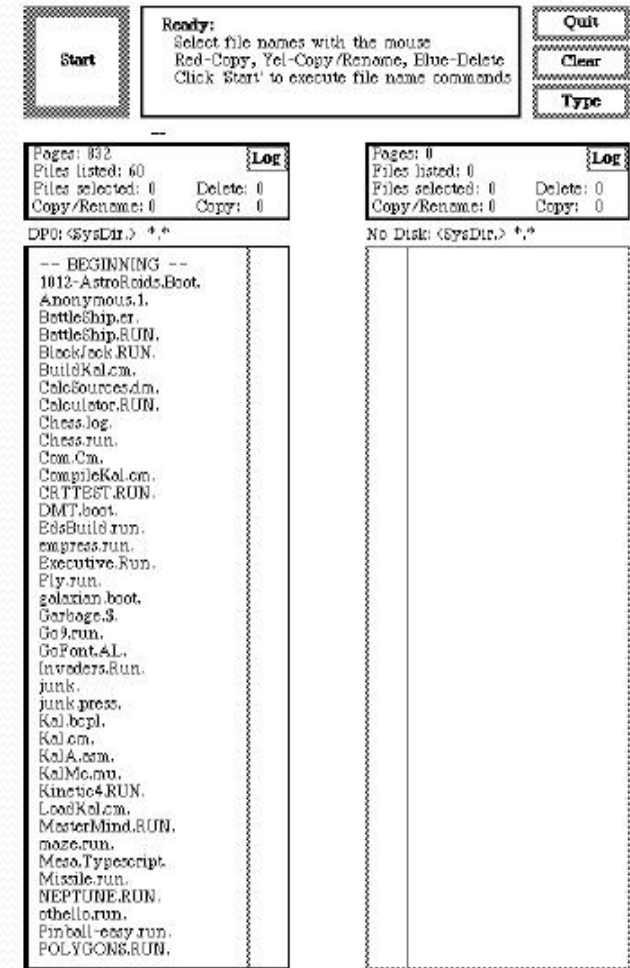 Start
Ready:
Select file names with the mouse
Red-Copy, Yel-Copy/Rename, Blue-Delete
Click 'Start' to execute file name commands
Quit
Clear
Type
--
Pages: 832
Log
Files listed: 60
Files selected: 0 Delete: 0
Copy/Rename: 0 Copy: 0
DP0: <SysDir.> *.*
-- BEGINNING --
1012-AstroRoids.Boot.
Anonymous.1.
BattleShip.er.
BattleShip.RUN.
BlackJack.RUN.
BuildKal.cm.
CalcSources.dm.
Calculator.RUN.
Chess.log.
Chess.run.
Com.Cm.
CompileKal.cm.
CRTTEST.RUN.
DMT.boot.
EdsBuild.run.
empress.run.
Executive.Run.
Fly.run.
galaxian.boot.
Garbage.$.
Go9.run.
GoFont.AL.
Invaders.Run.
junk.
junk.press.
Kal.bcpl.
Kal.cm.
KalA.asm.
KalMc.mu.
Kinetic4.RUN.
LoadKal.cm.
MasterMind.RUN.
maze.run.
Mesa.Typescript.
Missile.run.
NEPTUNE.RUN.
othello.run.
Pinball-easy.run.
POLYGONS.RUN.
Pages: 0
Log
Files listed: 0
Files selected: 0 Delete: 0
Copy/Rename: 0 Copy: 0
No Disk: <SysDir.> *.*